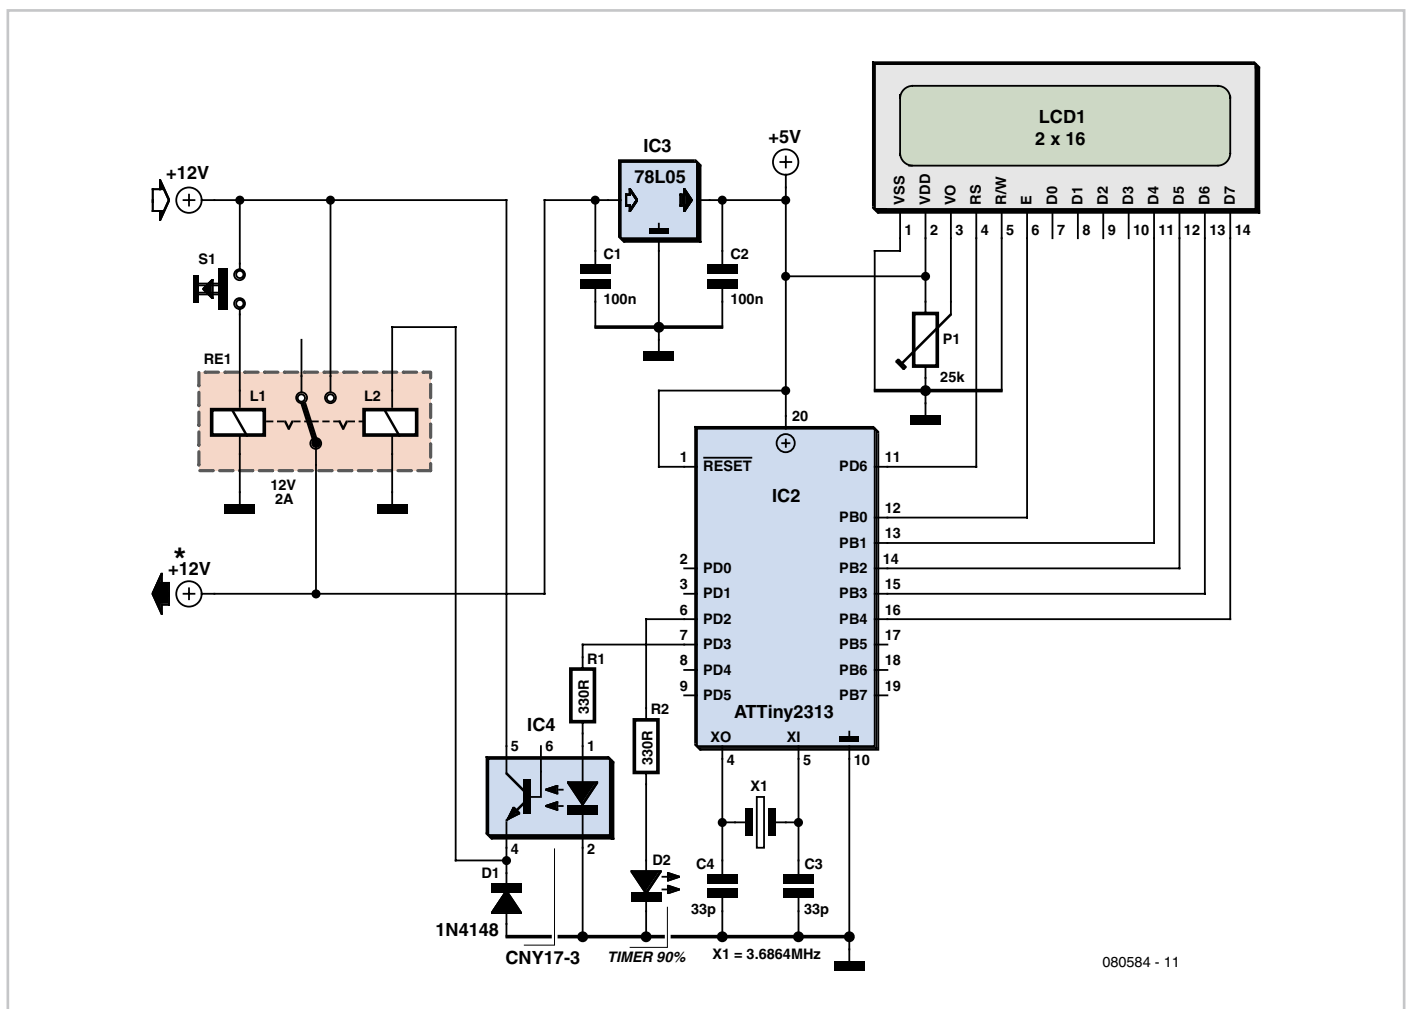 LCD1
2 x 16
VSS VDD VO RS R/W E D0 D1 D2 D3 D4 D5 D6 D7
1 2 3 4 5 6 7 8 9 10 11 12 13 14
+5V
IC3
78L05
+12V
S1
C1
100n
C2
100n
P1
25k
RE1
L1
L2
12V
2A
*
+12V
20
1 RESET
PD6 11
IC2
PB0 12
PB1 13
2 PD0
PB2 14
3 PD1
PB3 15
6 PD2
PB4 16
7 PD3
PB5 17
8 PD4
PB6 18
9 PD5
PB7 19
ATTiny2313
XO
XI
4
5
10
R1
330R
R2
330R
IC4
5
6
1
4
2
X1
D1
1N4148
D2
C4
33p
C3
33p
CNY17-3
TIMER 90%
X1 = 3.6864MHz
080584 - 11